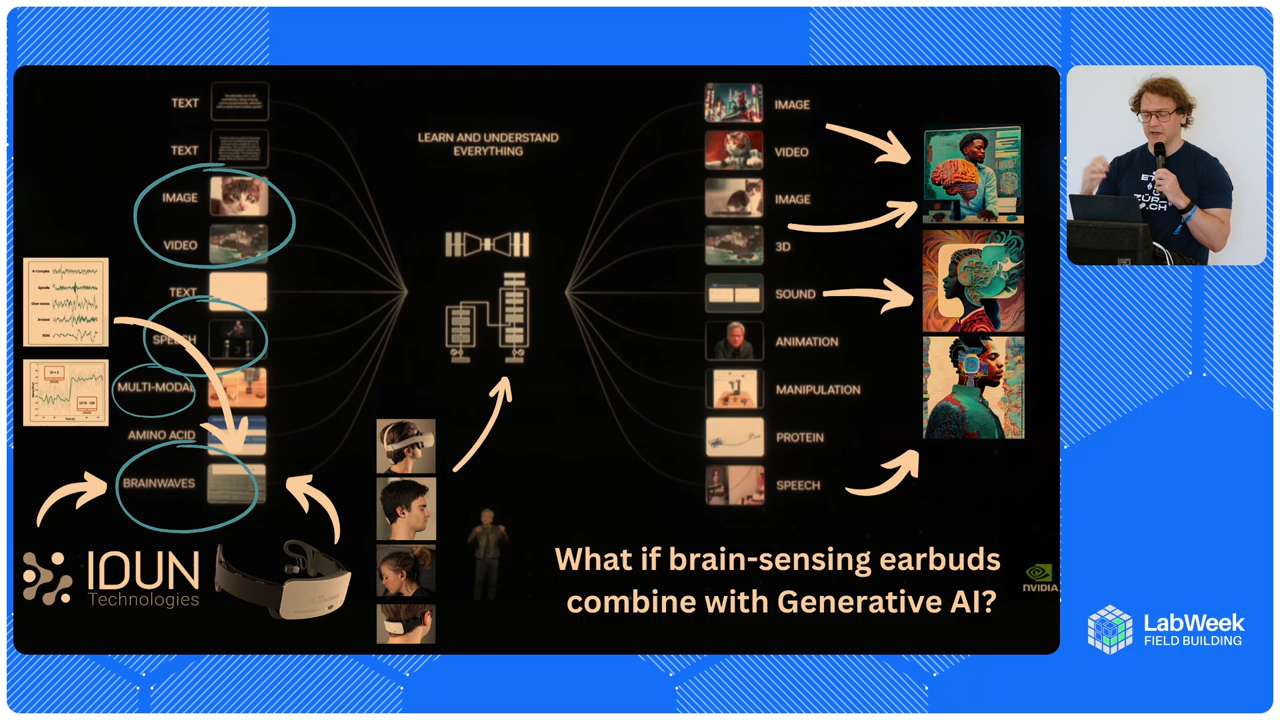 TEXT
TEXT
IMAGE
VIDEO
TEXT
SPEECH
MULTI-MODAL
AMINO ACID
BRAINWAVES
LEARN AND UNDERSTAND
EVERYTHING
IMAGE
VIDEO
IMAGE
3D
SOUND
ANIMATION
MANIPULATION
PROTEIN
SPEECH
IDUN
Technologies
What if brain-sensing earbuds
combine with Generative AI?
NVIDIA
LabWeek
FIELD BUILDING